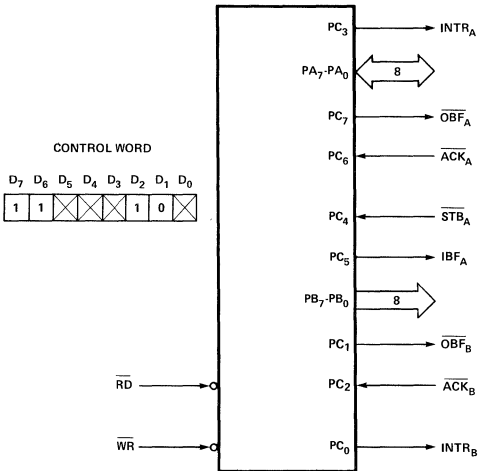 PC3 INTRA
PA7-PA0 8
PC7 OBFA
CONTROL WORD
PC6 ACKA
D7 D6 D5 D4 D3 D2 D1 D0
1 1 1 0
PC4 STBA
PC5 IBFA
PB7-PB0 8
PC1 OBFB
RD
PC2 ACKB
WR
PC0 INTRB